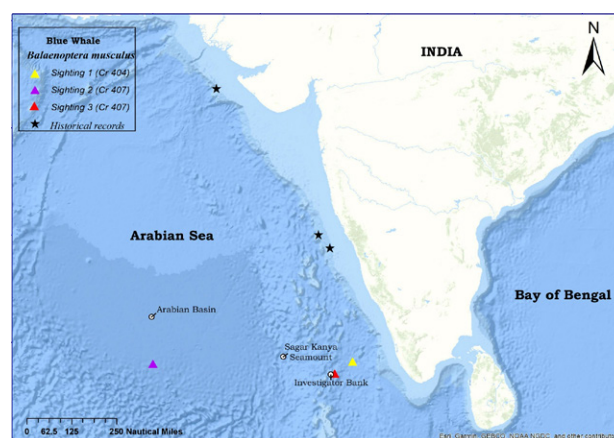 Blue Whale
Balaenoptera musculus
Sighting 1 (Cr 404)
Sighting 2 (Cr 407)
Sighting 3 (Cr 407)
Historical records
INDIA
N
Arabian Sea
Bay of Bengal
Arabian Basin
Sagar Kanya
Seamount
Investigator Bank
0 62.5 125 250 Nautical Miles